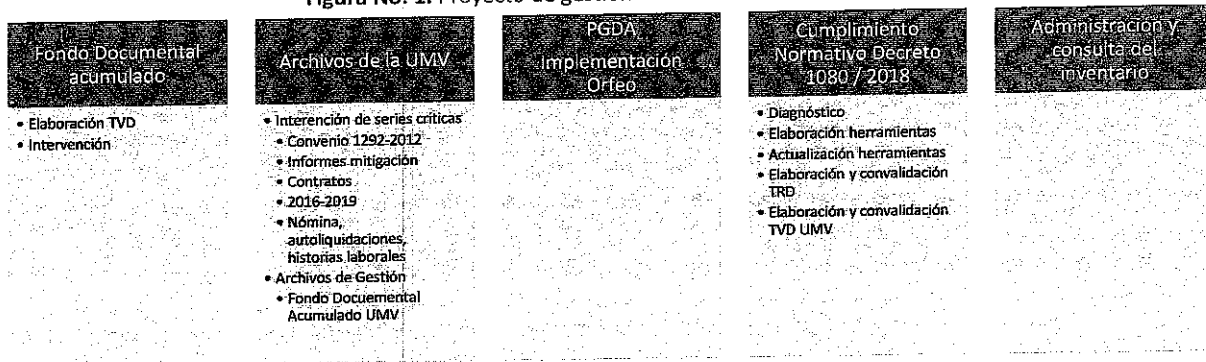 Figura No. 1. Proyecto de gestión
Fondo Documental
acumulado
• Elaboración TVD
• Intervención
Archivos de la UMV
• Interención de series críticas
• Convenio 1292-2012
• Informes mitigación
• Contratos
• 2016-2019
• Nómina,
autoliquidaciones,
historias laborales
• Archivos de Gestión
• Fondo Docuemental
Acumulado UMV
PGDA
Implementación
Orfeo
Cumplimiento
Normativo Decreto
1080 / 2018
• Diagnóstico
• Elaboración herramientas
• Actualización herramientas
• Elaboración y convalidación
TRD
• Elaboración y convalidación
TVD UMV
Administración y
consulta del
inventario